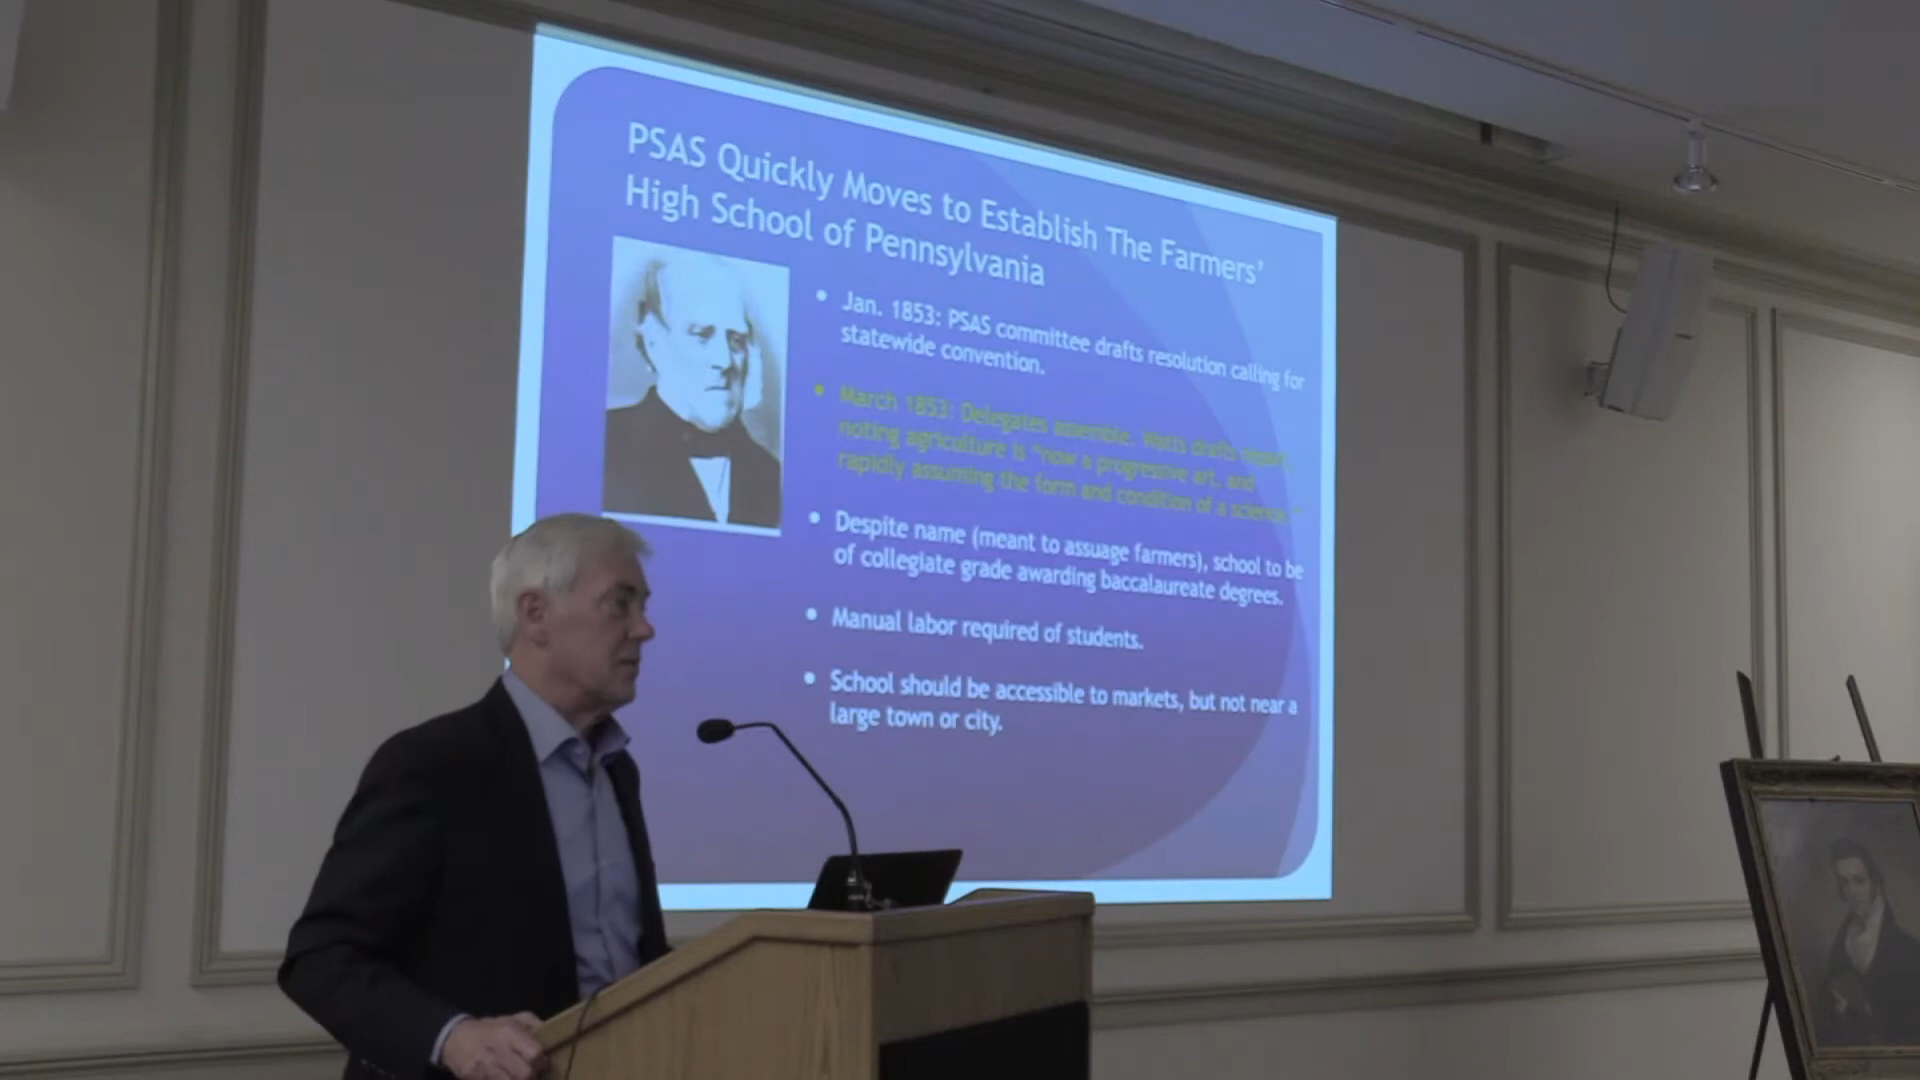 PSAS Quickly Moves to Establish The Farmers’
High School of Pennsylvania
• Jan. 1853: PSAS committee drafts resolution calling for
statewide convention.
• March 1853: Delegates assemble. Watts drafts report,
noting agriculture is “now a progressive art, and
rapidly assuming the form and condition of a science.”
• Despite name (meant to assuage farmers), school to be
of collegiate grade awarding baccalaureate degrees.
• Manual labor required of students.
• School should be accessible to markets, but not near a
large town or city.